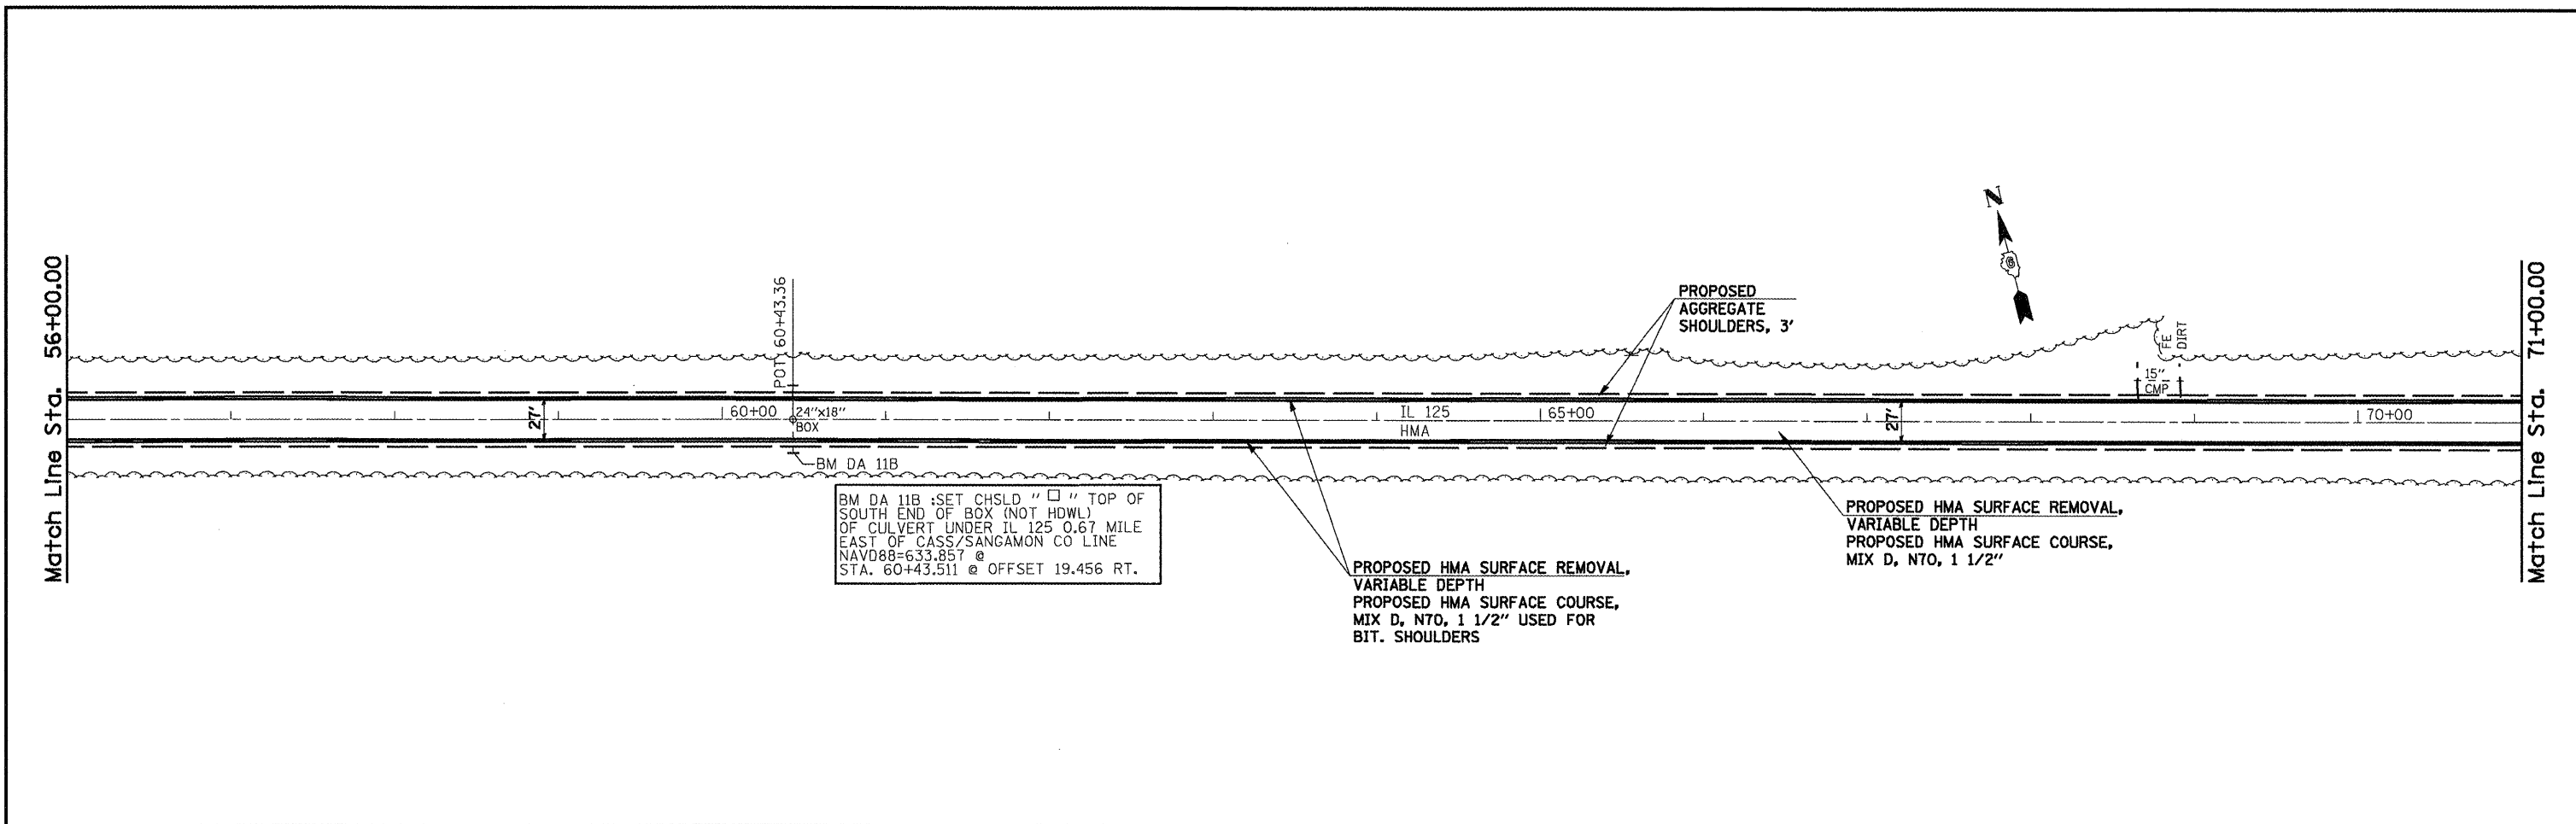 Match Line Sta. 56+00.00
POT 60+43.36
27'
60+00
24"x18"
BOX
BM DA 11B
BM DA 11B :SET CHSLD " □ " TOP OF
SOUTH END OF BOX (NOT HDWL)
OF CULVERT UNDER IL 125 0.67 MILE
EAST OF CASS/SANGAMON CO LINE
NAVD88=633.857 @
STA. 60+43.511 @ OFFSET 19.456 RT.
IL 125
HMA
65+00
PROPOSED
AGGREGATE
SHOULDERS, 3'
PROPOSED HMA SURFACE REMOVAL,
VARIABLE DEPTH
PROPOSED HMA SURFACE COURSE,
MIX D, N70, 1 1/2" USED FOR
BIT. SHOULDERS
27'
PROPOSED HMA SURFACE REMOVAL,
VARIABLE DEPTH
PROPOSED HMA SURFACE COURSE,
MIX D, N70, 1 1/2"
N
FE
DIRT
15"
CMP
70+00
Match Line Sta. 71+00.00